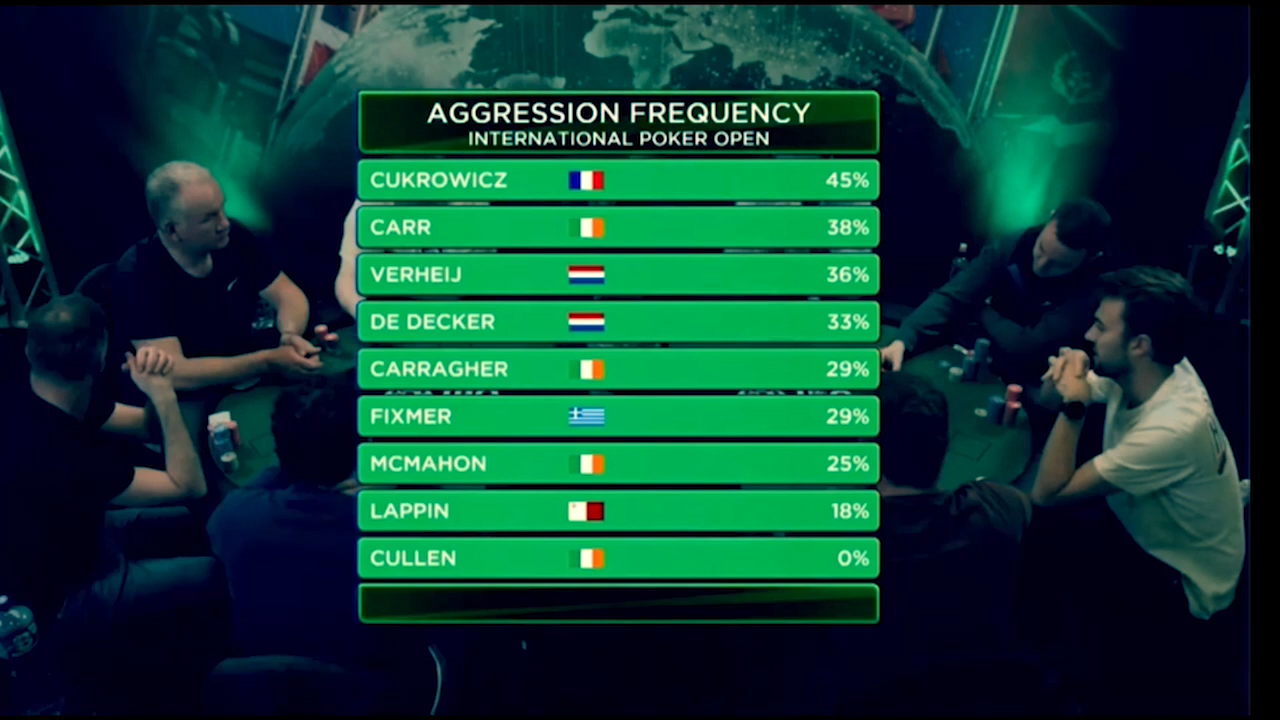 AGGRESSION FREQUENCY
INTERNATIONAL POKER OPEN
CUKROWICZ 45%
CARR 38%
VERHEIJ 36%
DE DECKER 33%
CARRAGHER 29%
FIXMER 29%
MCMAHON 25%
LAPPIN 18%
CULLEN 0%